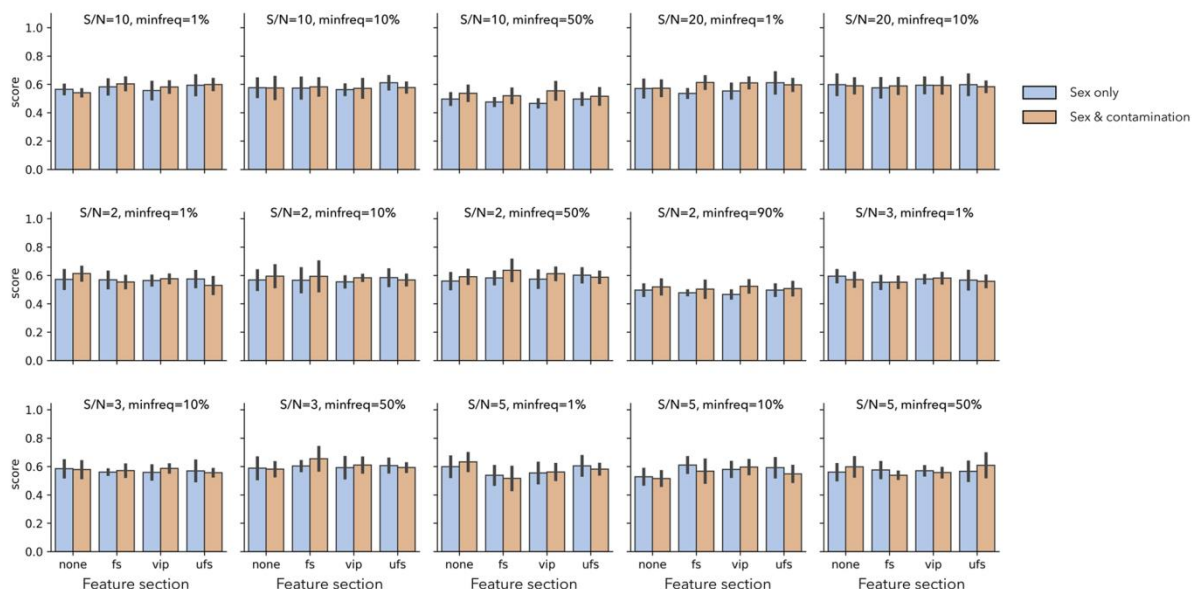 S/N=10, minfreq=1% S/N=10, minfreq=10% S/N=10, minfreq=50% S/N=20, minfreq=1% S/N=20, minfreq=10%
1.0
0.8
0.6
0.4
0.2
0.0
score
Sex only
Sex & contamination
S/N=2, minfreq=1% S/N=2, minfreq=10% S/N=2, minfreq=50% S/N=2, minfreq=90% S/N=3, minfreq=1%
1.0
0.8
0.6
0.4
0.2
0.0
score
S/N=3, minfreq=10% S/N=3, minfreq=50% S/N=5, minfreq=1% S/N=5, minfreq=10% S/N=5, minfreq=50%
1.0
0.8
0.6
0.4
0.2
0.0
score
none fs vip ufs none fs vip ufs none fs vip ufs none fs vip ufs none fs vip ufs
Feature section Feature section Feature section Feature section Feature section